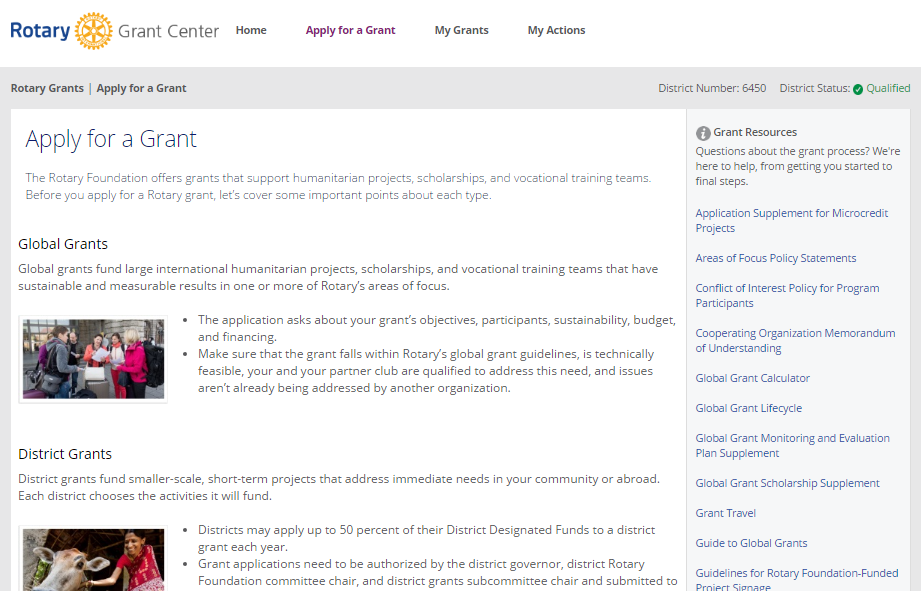 Rotary Grant Center
Home
Apply for a Grant
My Grants
My Actions
Rotary Grants | Apply for a Grant
District Number: 6450
District Status: Qualified
Apply for a Grant
The Rotary Foundation offers grants that support humanitarian projects, scholarships, and vocational training teams.
Before you apply for a Rotary grant, let's cover some important points about each type.
Global Grants
Global grants fund large international humanitarian projects, scholarships, and vocational training teams that have
sustainable and measurable results in one or more of Rotary's areas of focus.
• The application asks about your grant's objectives, participants, sustainability, budget,
and financing.
• Make sure that the grant falls within Rotary's global grant guidelines, is technically
feasible, your and your partner club are qualified to address this need, and issues
aren't already being addressed by another organization.
District Grants
District grants fund smaller-scale, short-term projects that address immediate needs in your community or abroad.
Each district chooses the activities it will fund.
• Districts may apply up to 50 percent of their District Designated Funds to a district
grant each year.
• Grant applications need to be authorized by the district governor, district Rotary
Foundation committee chair, and district grants subcommittee chair and submitted to
Grant Resources
Questions about the grant process? We're
here to help, from getting you started to
final steps.
Application Supplement for Microcredit
Projects
Areas of Focus Policy Statements
Conflict of Interest Policy for Program
Participants
Cooperating Organization Memorandum
of Understanding
Global Grant Calculator
Global Grant Lifecycle
Global Grant Monitoring and Evaluation
Plan Supplement
Global Grant Scholarship Supplement
Grant Travel
Guide to Global Grants
Guidelines for Rotary Foundation-Funded
Project Signage